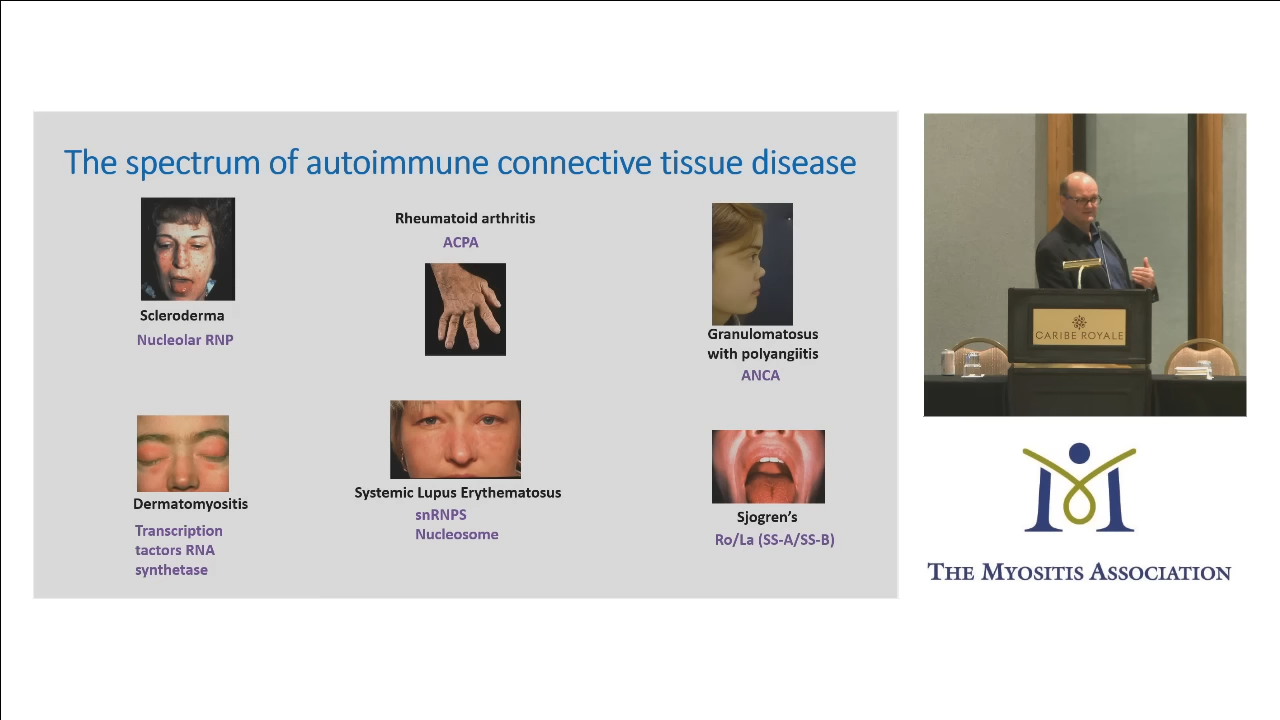 The spectrum of autoimmune connective tissue disease
Scleroderma
Nucleolar RNP
Rheumatoid arthritis
ACPA
Granulomatosus
with polyangiitis
ANCA
Dermatomyositis
Transcription
tactors RNA
synthetase
Systemic Lupus Erythematosus
snRNPS
Nucleosome
Sjogren's
Ro/La (SS-A/SS-B)
CARIBE ROYALE
THE MYOSITIS ASSOCIATION